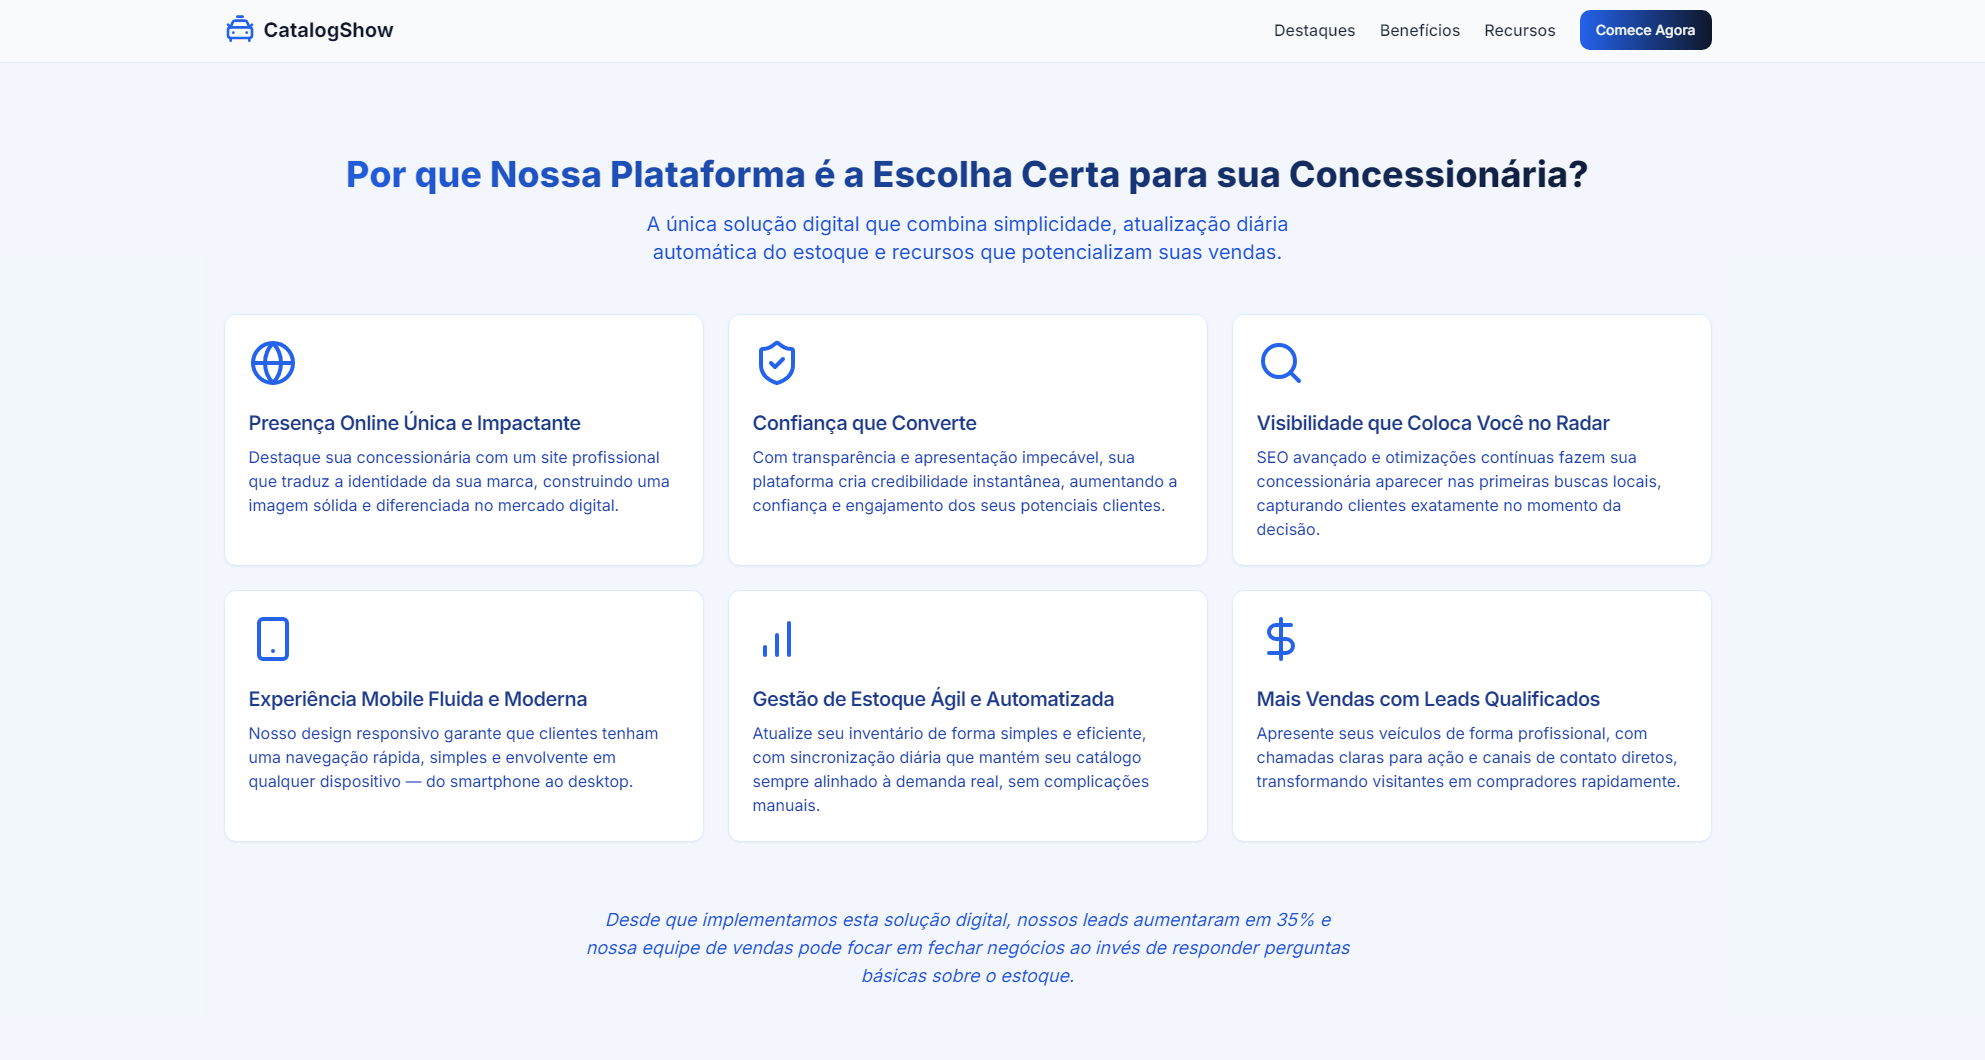 CatalogShow
Destaques
Benefícios
Recursos
Comece Agora
Por que Nossa Plataforma é a Escolha Certa para sua Concessionária?
A única solução digital que combina simplicidade, atualização diária
automática do estoque e recursos que potencializam suas vendas.
Presença Online Única e Impactante
Destaque sua concessionária com um site profissional
que traduz a identidade da sua marca, construindo uma
imagem sólida e diferenciada no mercado digital.
Confiança que Converte
Com transparência e apresentação impecável, sua
plataforma cria credibilidade instantânea, aumentando a
confiança e engajamento dos seus potenciais clientes.
Visibilidade que Coloca Você no Radar
SEO avançado e otimizações contínuas fazem sua
concessionária aparecer nas primeiras buscas locais,
capturando clientes exatamente no momento da
decisão.
Experiência Mobile Fluida e Moderna
Nosso design responsivo garante que clientes tenham
uma navegação rápida, simples e envolvente em
qualquer dispositivo — do smartphone ao desktop.
Gestão de Estoque Ágil e Automatizada
Atualize seu inventário de forma simples e eficiente,
com sincronização diária que mantém seu catálogo
sempre alinhado à demanda real, sem complicações
manuais.
Mais Vendas com Leads Qualificados
Apresente seus veículos de forma profissional, com
chamadas claras para ação e canais de contato diretos,
transformando visitantes em compradores rapidamente.
Desde que implementamos esta solução digital, nossos leads aumentaram em 35% e
nossa equipe de vendas pode focar em fechar negócios ao invés de responder perguntas
básicas sobre o estoque.